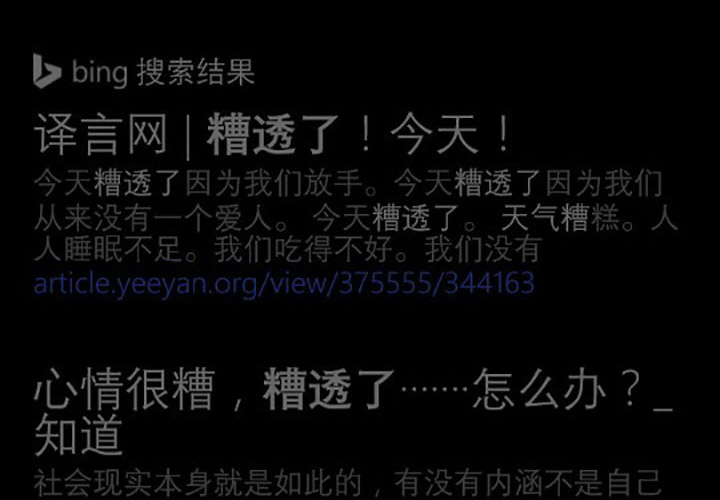 bing 搜索结果
译言网 | 糟透了！今天！
今天糟透了因为我们放手。今天糟透了因为我们
从来没有一个爱人。 今天糟透了。 天气糟糕。人
人睡眠不足。我们吃得不好。我们没有
article.yeeyan.org/view/375555/344163
心情很糟，糟透了·······怎么办？_
知道
社会现实本身就是如此的，有没有内涵不是自己